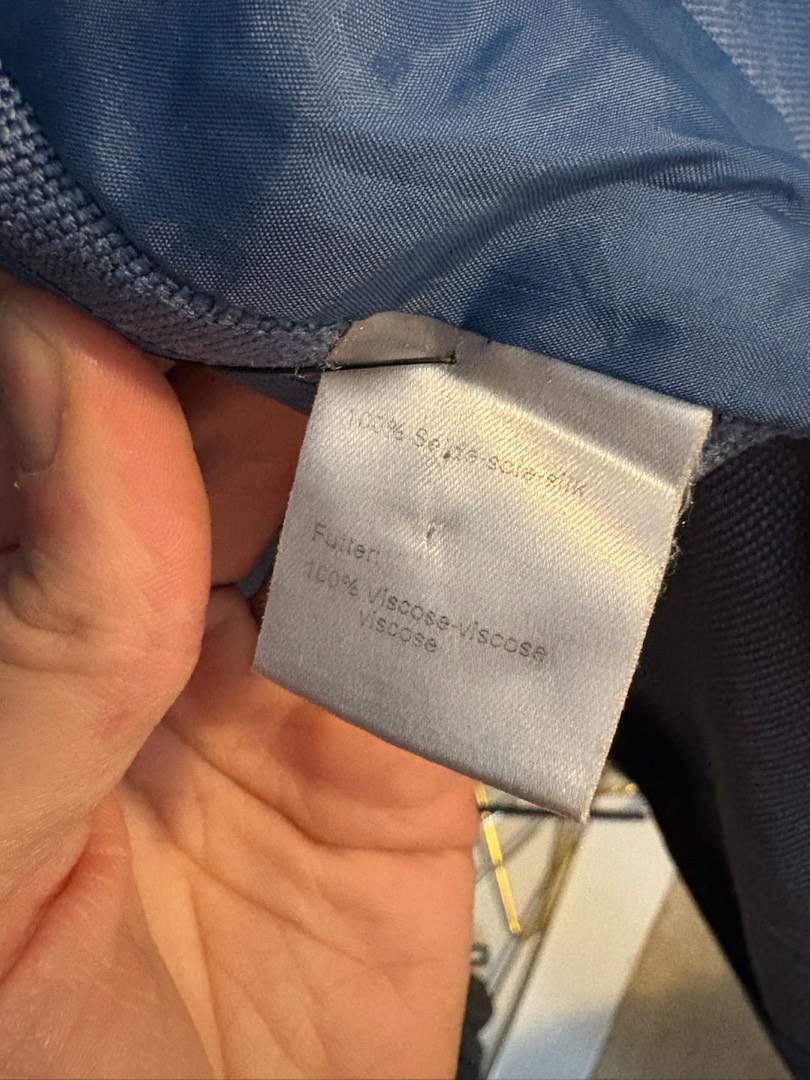 100% Seide-soie-silk
Futter:
100% Viscose-viscose
viscose